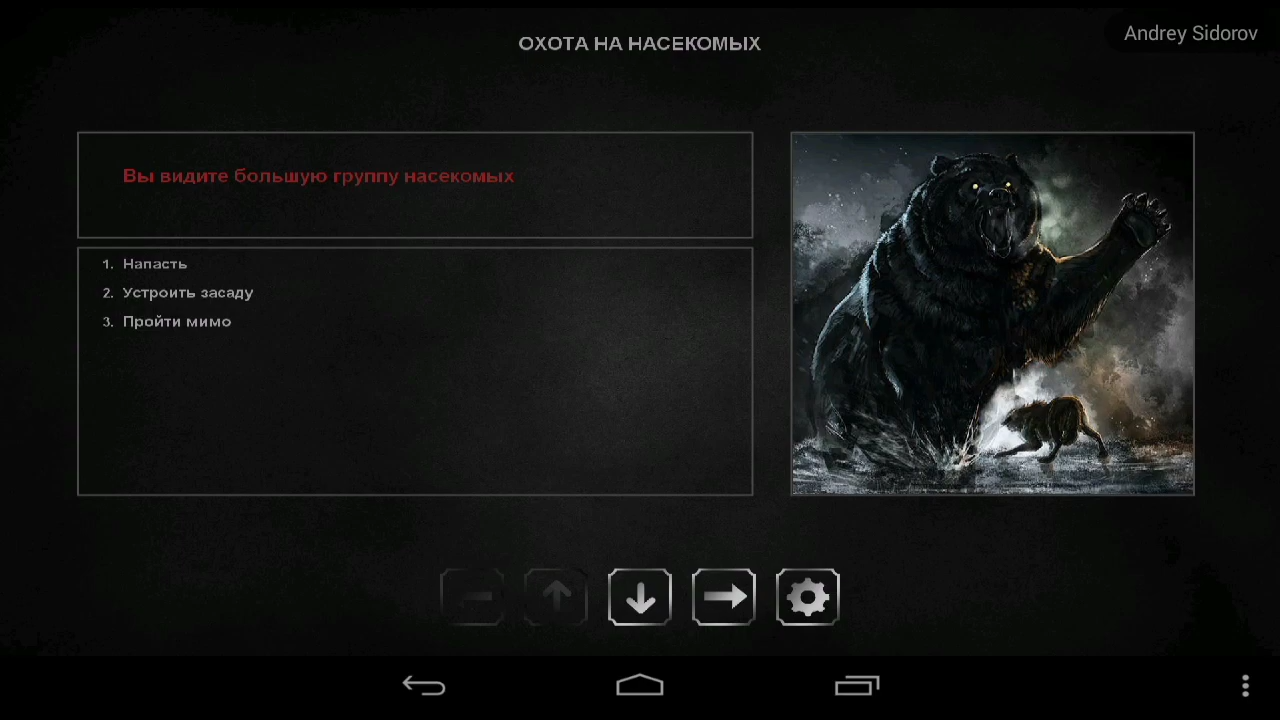 ОХОТА НА НАСЕКОМЫХ
Andrey Sidorov
Вы видите большую группу насекомых
1. Напасть
2. Устроить засаду
3. Пройти мимо